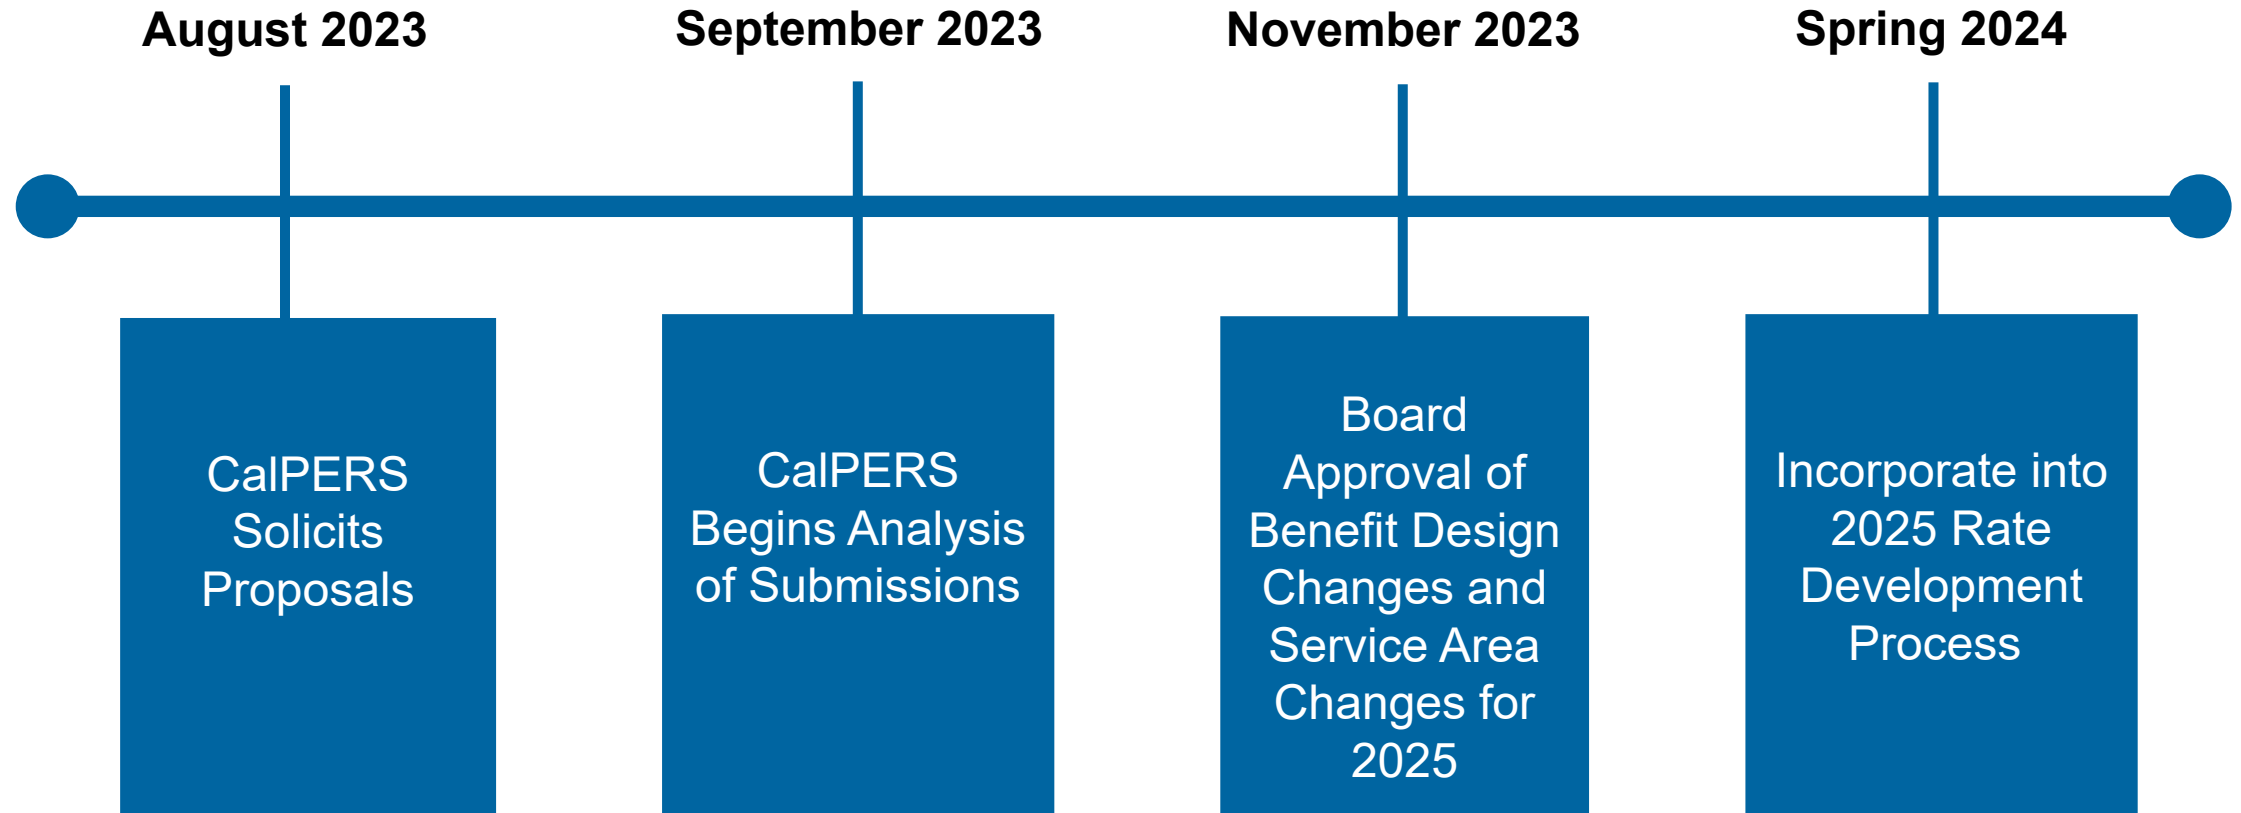 August 2023
September 2023
November 2023
Spring 2024
CalPERS
Solicits
Proposals
CalPERS
Begins Analysis
of Submissions
Board
Approval of
Benefit Design
Changes and
Service Area
Changes for
2025
Incorporate into
2025 Rate
Development
Process